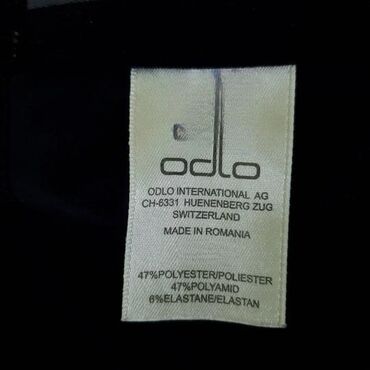 odlo
ODLO INTERNATIONAL AG
CH-6331 HUENENBERG ZUG
SWITZERLAND
MADE IN ROMANIA
47%POLYESTER/POLIESTER
47%POLYAMID
6%ELASTANE/ELASTAN